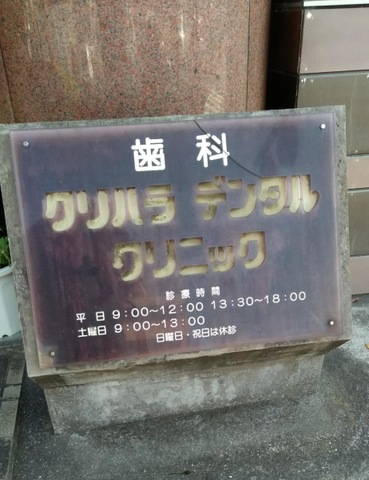 歯科
クリハラ デンタル
クリニック
診療時間
平日 9:00~12:00 13:30~18:00
土曜日 9:00~13:00
日曜日・祝日は休診